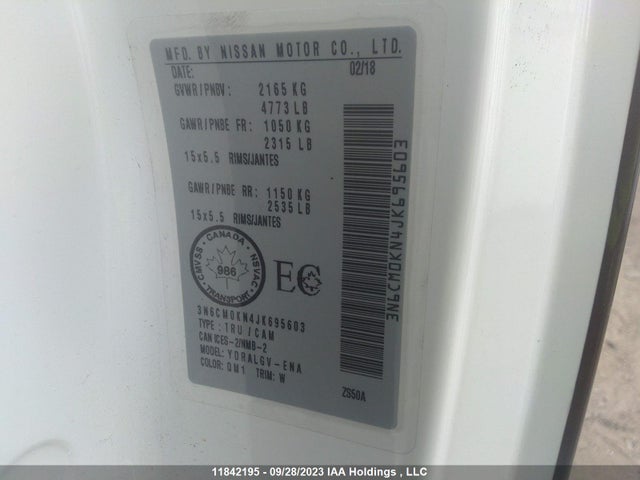 MFD. BY NISSAN MOTOR CO., LTD.
DATE: 02/18
GVWR/PNBV: 2165 KG
4773 LB
GAWR/PNBE FR: 1050 KG
2315 LB
15x5.5 RIMS/JANTES
GAWR/PNBE RR: 1150 KG
2535 LB
15x5.5 RIMS/JANTES
CANADA
CMVSS 986 NSVAC
TRANSPORT
EC
3N6CM0KN4JK695603
TYPE: TRU/CAM
CAN ICES-2/NMB-2
MODEL: YDRALGV-ENA
COLOR: QM1 TRIM: W
ZS50A
3N6CM0KN4JK695603
11842195 - 09/28/2023 IAA Holdings , LLC